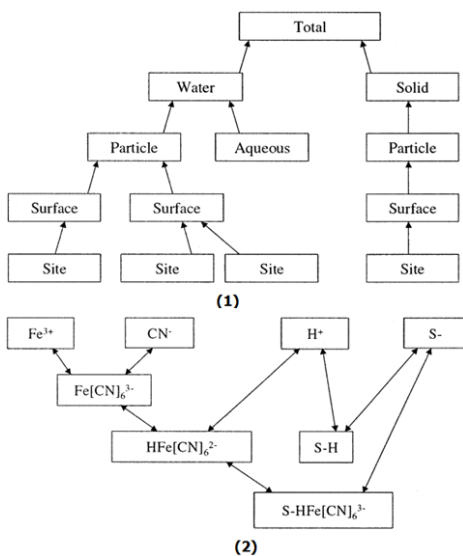 Total
Water Solid
Particle Aqueous Particle
Surface Surface Surface
Site Site Site Site
(1)
Fe³⁺ CN⁻ H⁺ S-
Fe[CN]₆³⁻
HFe[CN]₆²⁻ S-H
S-HFe[CN]₆³⁻
(2)